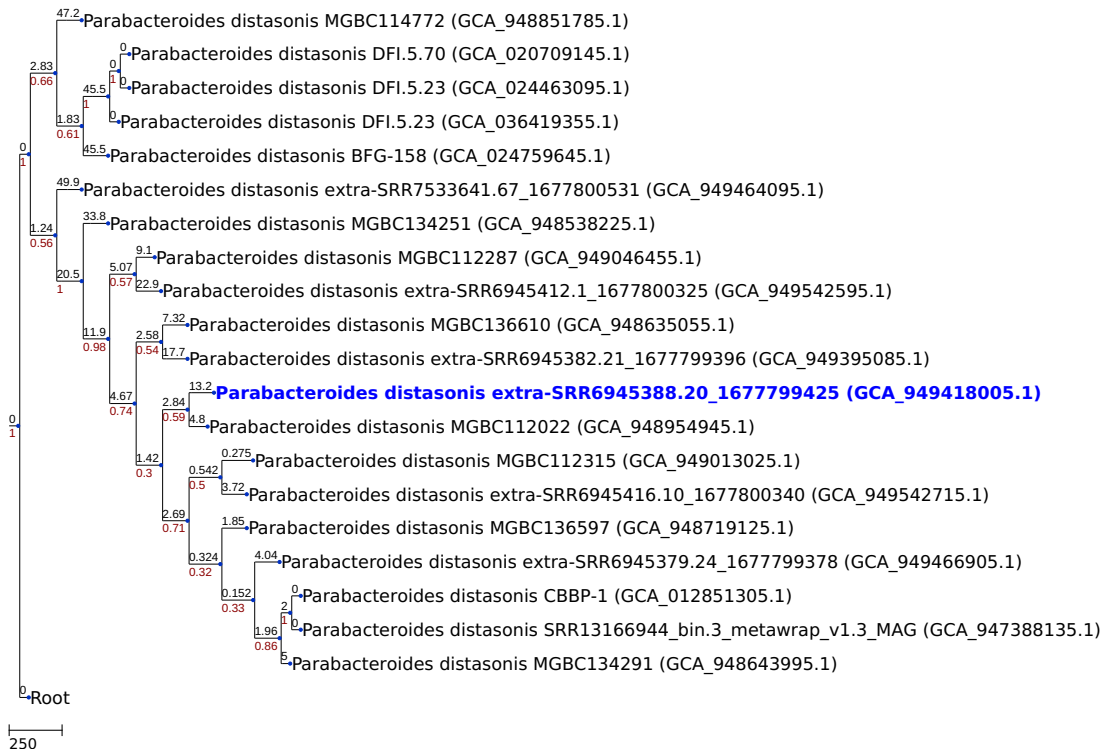 47.2
Parabacteroides distasonis MGBC114772 (GCA_948851785.1)
0
Parabacteroides distasonis DFI.5.70 (GCA_020709145.1)
2.83
0
0.66
1
0
Parabacteroides distasonis DFI.5.23 (GCA_024463095.1)
45.5
1
0
Parabacteroides distasonis DFI.5.23 (GCA_036419355.1)
1.83
0.61
0
1
45.5
Parabacteroides distasonis BFG-158 (GCA_024759645.1)
49.9
Parabacteroides distasonis extra-SRR7533641.67_1677800531 (GCA_949464095.1)
33.8
Parabacteroides distasonis MGBC134251 (GCA_948538225.1)
1.24
0.56
9.1
Parabacteroides distasonis MGBC112287 (GCA_949046455.1)
20.5
1
5.07
0.57
22.9
Parabacteroides distasonis extra-SRR6945412.1_1677800325 (GCA_949542595.1)
7.32
Parabacteroides distasonis MGBC136610 (GCA_948635055.1)
11.9
0.98
2.58
0.54
17.7
Parabacteroides distasonis extra-SRR6945382.21_1677799396 (GCA_949395085.1)
13.2
Parabacteroides distasonis extra-SRR6945388.20_1677799425 (GCA_949418005.1)
4.67
0.74
2.84
0.59
4.8
Parabacteroides distasonis MGBC112022 (GCA_948954945.1)
0
1
0.275
Parabacteroides distasonis MGBC112315 (GCA_949013025.1)
1.42
0.3
0.542
0.5
3.72
Parabacteroides distasonis extra-SRR6945416.10_1677800340 (GCA_949542715.1)
2.69
0.71
1.85
Parabacteroides distasonis MGBC136597 (GCA_948719125.1)
0.324
0.32
4.04
Parabacteroides distasonis extra-SRR6945379.24_1677799378 (GCA_949466905.1)
0.152
0.33
0
Parabacteroides distasonis CBBP-1 (GCA_012851305.1)
2
1
0
Parabacteroides distasonis SRR13166944_bin.3_metawrap_v1.3_MAG (GCA_947388135.1)
1.96
0.86
5
Parabacteroides distasonis MGBC134291 (GCA_948643995.1)
0
Root
250